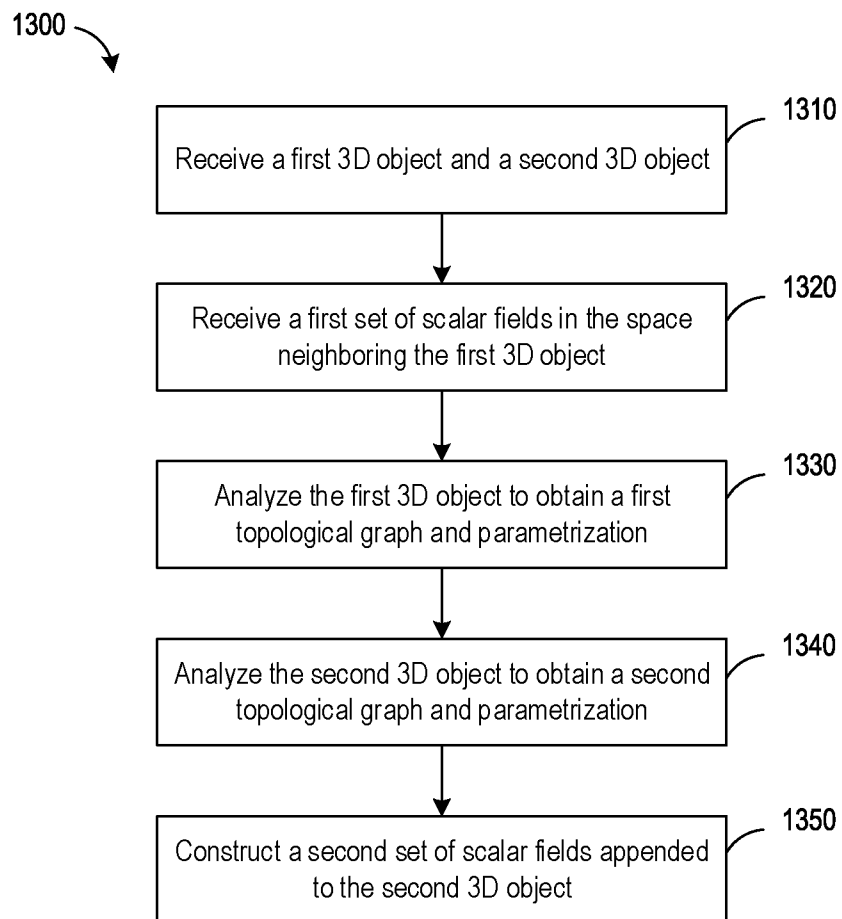 1300
1310
Receive a first 3D object and a second 3D object
1320
Receive a first set of scalar fields in the space
neighboring the first 3D object
1330
Analyze the first 3D object to obtain a first
topological graph and parametrization
1340
Analyze the second 3D object to obtain a second
topological graph and parametrization
1350
Construct a second set of scalar fields appended
to the second 3D object